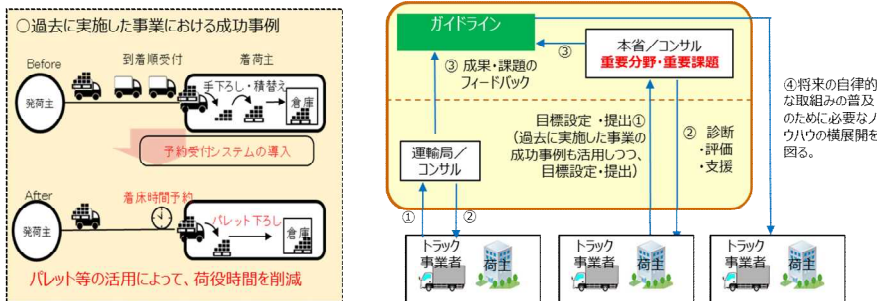 ○過去に実施した事業における成功事例
Before
到着順受付
着荷主
発荷主
手下ろし・積替え
倉庫
予約受付システムの導入
After
着床時間予約
発荷主
パレット下ろし
倉庫
パレット等の活用によって、荷役時間を削減
ガイドライン
③
本省／コンサル
重要分野・重要課題
③ 成果・課題の
フィードバック
目標設定 ・提出①
（過去に実施した事業の
成功事例も活用しつつ、
目標設定・提出）
② 診断
・評価
・支援
運輸局／
コンサル
①
②
④将来の自律的
な取組みの普及
のために必要なノ
ウハウの横展開を
図る。
トラック
事業者
荷主
トラック
事業者
荷主
トラック
事業者
荷主